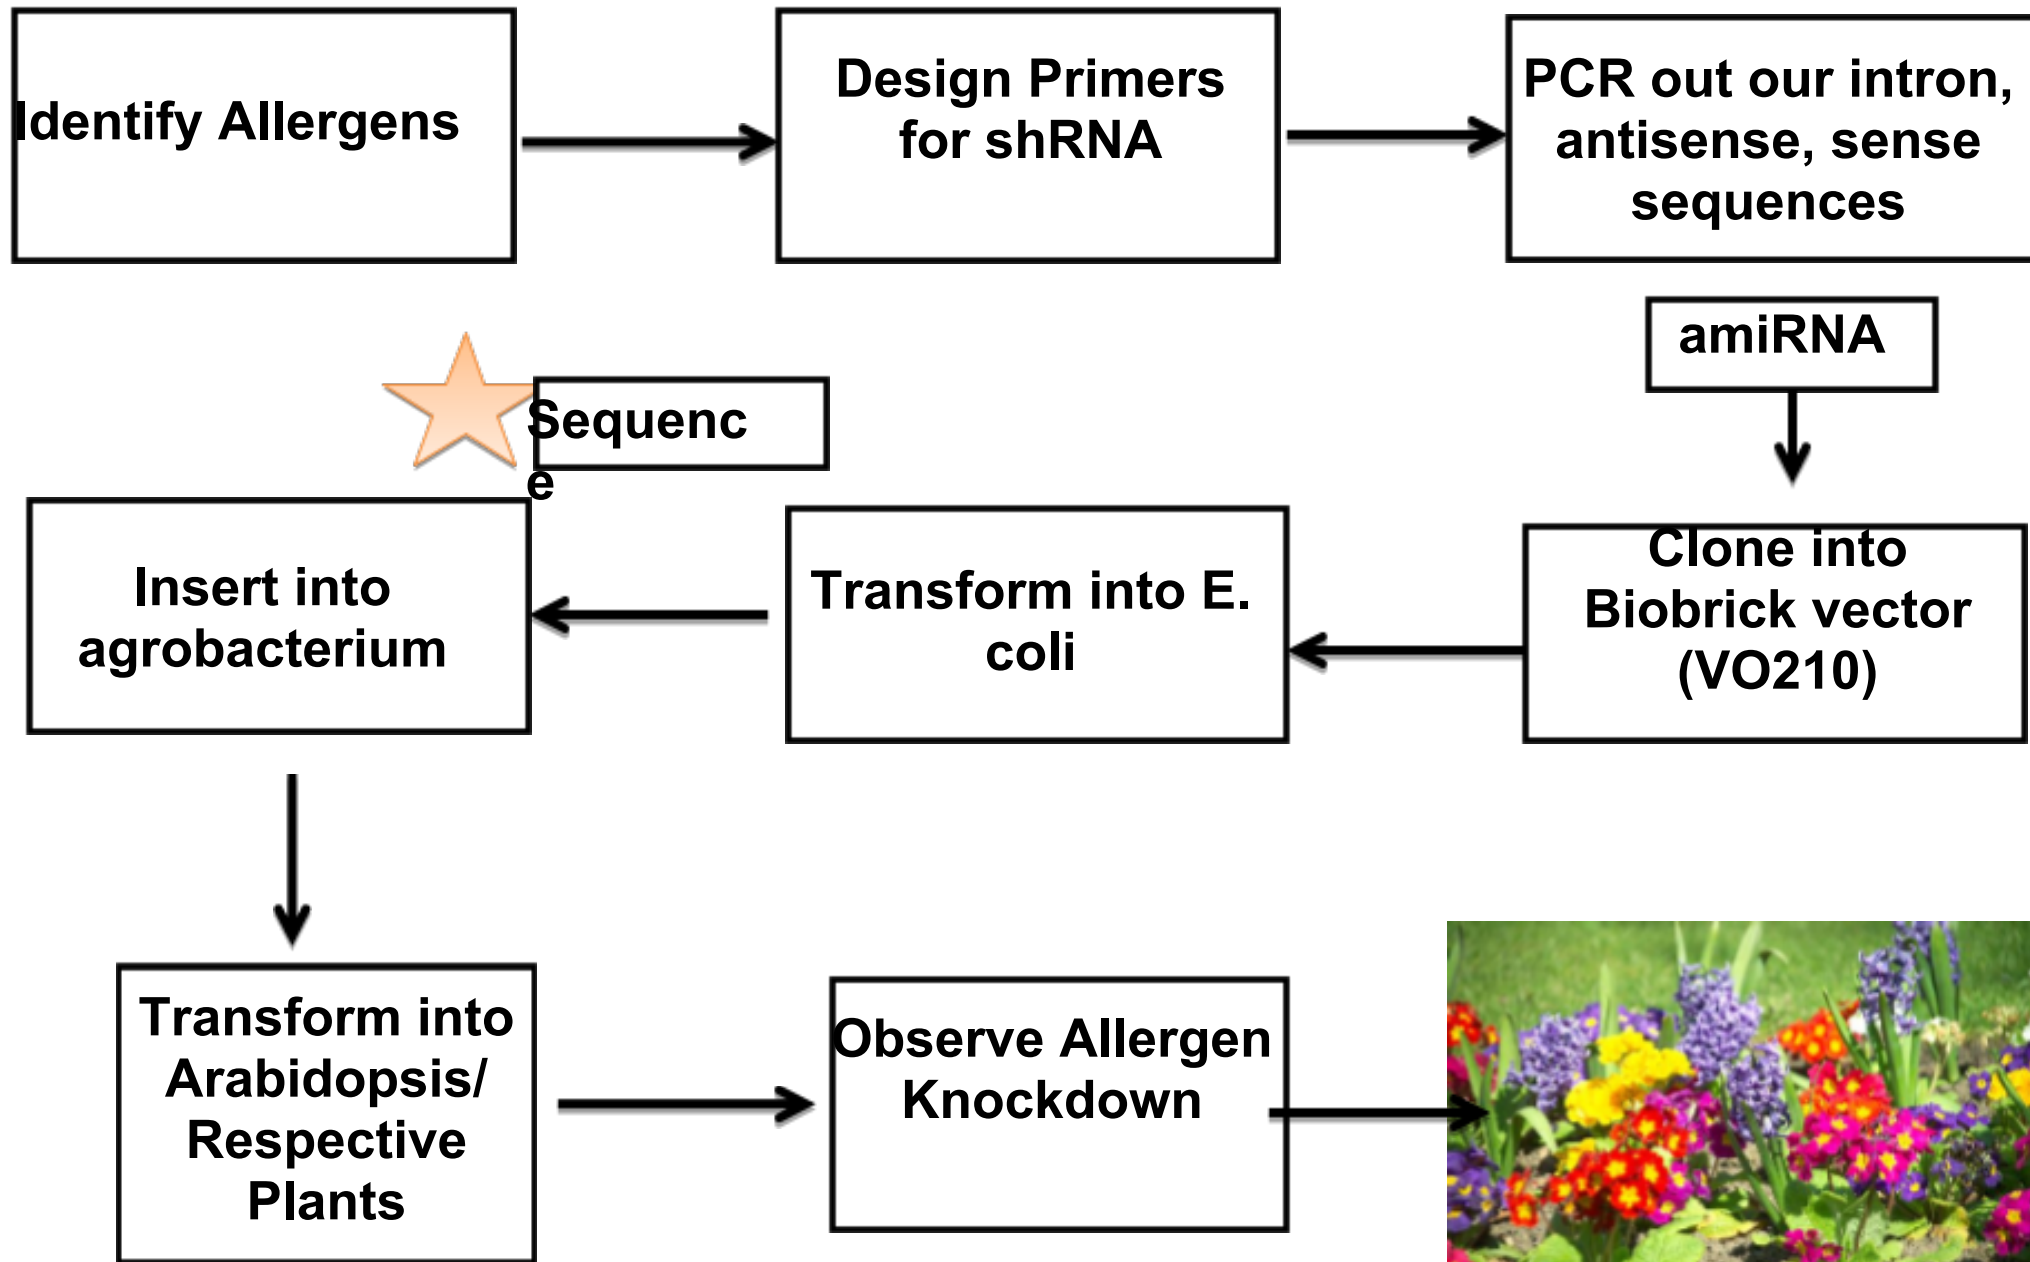 Identify Allergens
Design Primers
for shRNA
PCR out our intron,
antisense, sense
sequences
amiRNA
Sequenc
e
Clone into
Biobrick vector
(VO210)
Transform into E.
coli
Insert into
agrobacterium
Transform into
Arabidopsis/
Respective
Plants
Observe Allergen
Knockdown